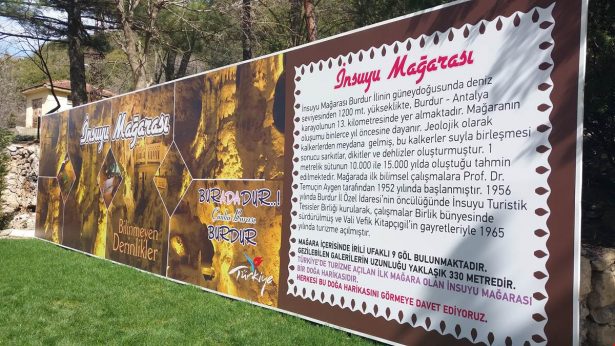 İnsuyu Mağarası
Bilinmeyen
Derinlikler
BURADADUR..!
BURDUR
Türkiye
İnsuyu Mağarası
İnsuyu Mağarası Burdur İlinin güneydoğusunda deniz
seviyesinden 1200 mt. yükseklikte, Burdur - Antalya
karayolunun 13. kilometresinde yer almaktadır. Mağaranın
oluşumu binlerce yıl öncesine dayanır. Jeolojik olarak
kalkerlerden meydana gelmiş, bu kalkerler suyla birleşmesi
sonucu sarkıtlar, dikitler ve dehlizler oluşturmuştur. 1
metrelik sütunun 10.000 ile 15.000 yılda oluştuğu tahmin
edilmektedir. Mağarada ilk bilimsel çalışmalara Prof. Dr.
Temuçin Aygen tarafından 1952 yılında başlanmıştır. 1956
yılında Burdur İl Özel İdaresi'nin öncülüğünde İnsuyu Turistik
Tesisler Birliği kurularak, çalışmalar Birlik bünyesinde
sürdürülmüş ve Vali Vefik Kitapçıgil'in gayretleriyle 1965
yılında turizme açılmıştır.
MAĞARA İÇERİSİNDE İRİLİ UFAKLI 9 GÖL BULUNMAKTADIR.
GEZİLEBİLEN GALERİLERİN UZUNLUĞU YAKLAŞIK 330 METREDİR.
TÜRKİYE'DE TURİZME AÇILAN İLK MAĞARA OLAN İNSUYU MAĞARASI
BİR DOĞA HARİKASIDIR.
HERKESİ BU DOĞA HARİKASINI GÖRMEYE DAVET EDİYORUZ.